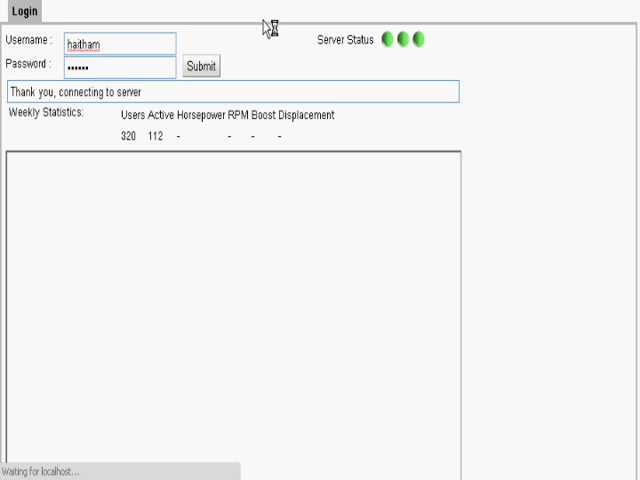 Login
Username : haitham Server Status
Password : •••••• Submit
Thank you, connecting to server
Weekly Statistics: Users Active Horsepower RPM Boost Displacement
320 112 - - - -
Waiting for localhost...